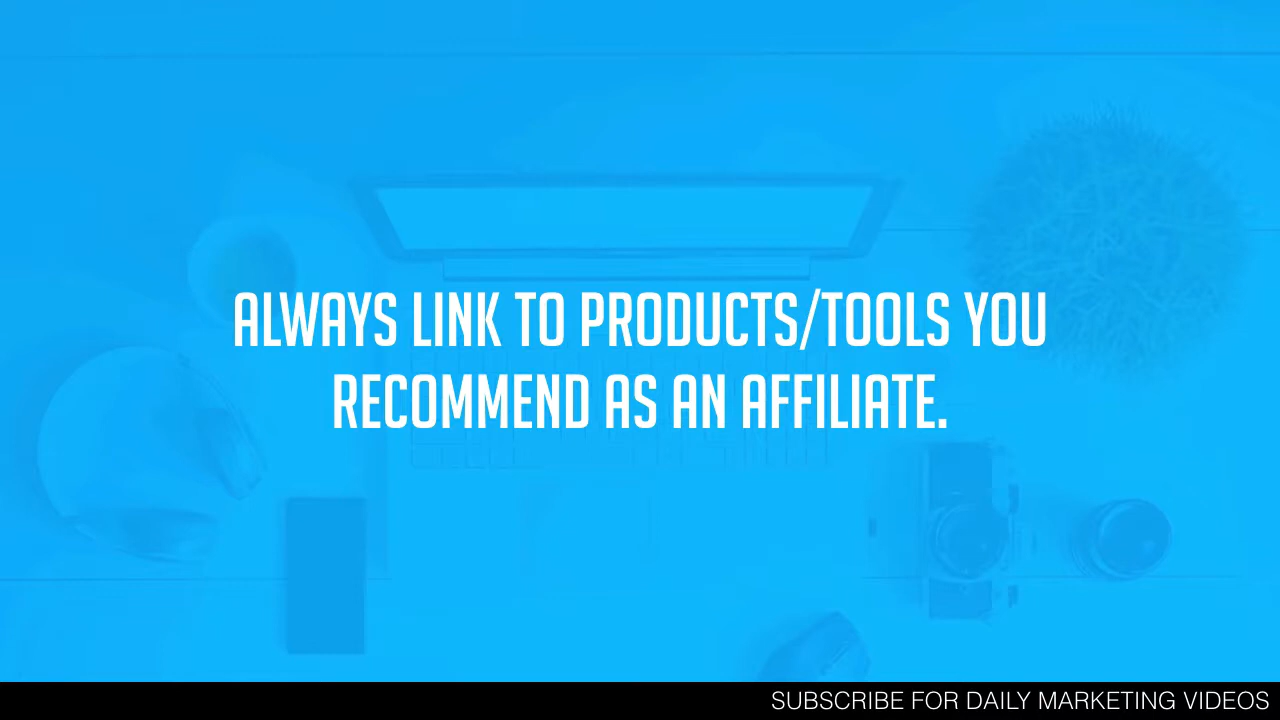 ALWAYS LINK TO PRODUCTS/TOOLS YOU
RECOMMEND AS AN AFFILIATE.
SUBSCRIBE FOR DAILY MARKETING VIDEOS